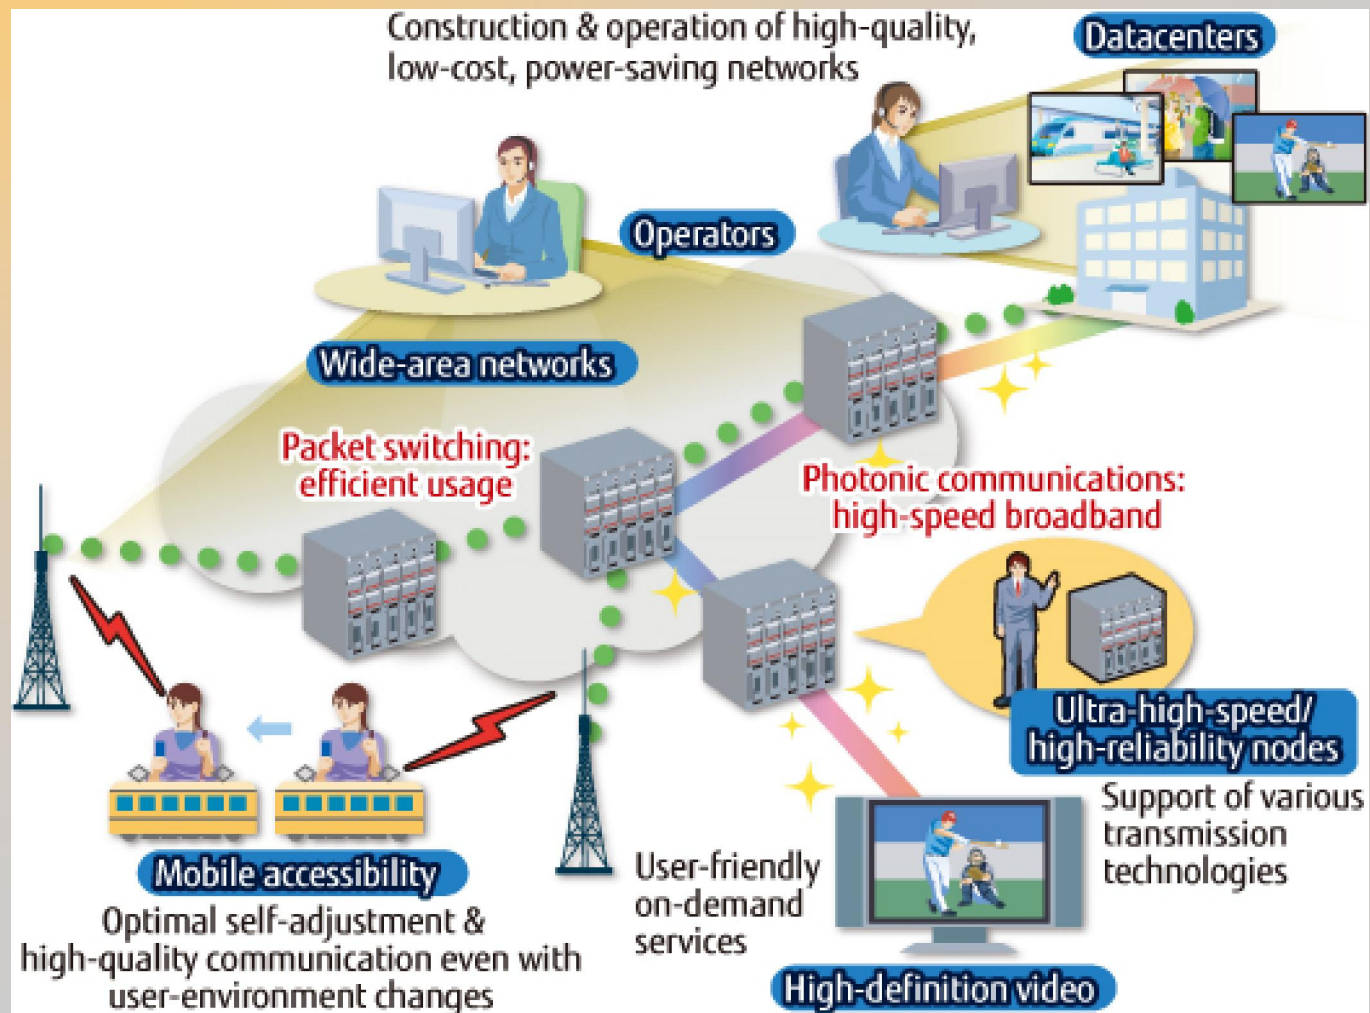 Construction & operation of high-quality,
low-cost, power-saving networks
Datacenters
Operators
Wide-area networks
Packet switching:
efficient usage
Photonic communications:
high-speed broadband
Ultra-high-speed/
high-reliability nodes
Support of various
transmission
technologies
Mobile accessibility
Optimal self-adjustment &
high-quality communication even with
user-environment changes
User-friendly
on-demand
services
High-definition video